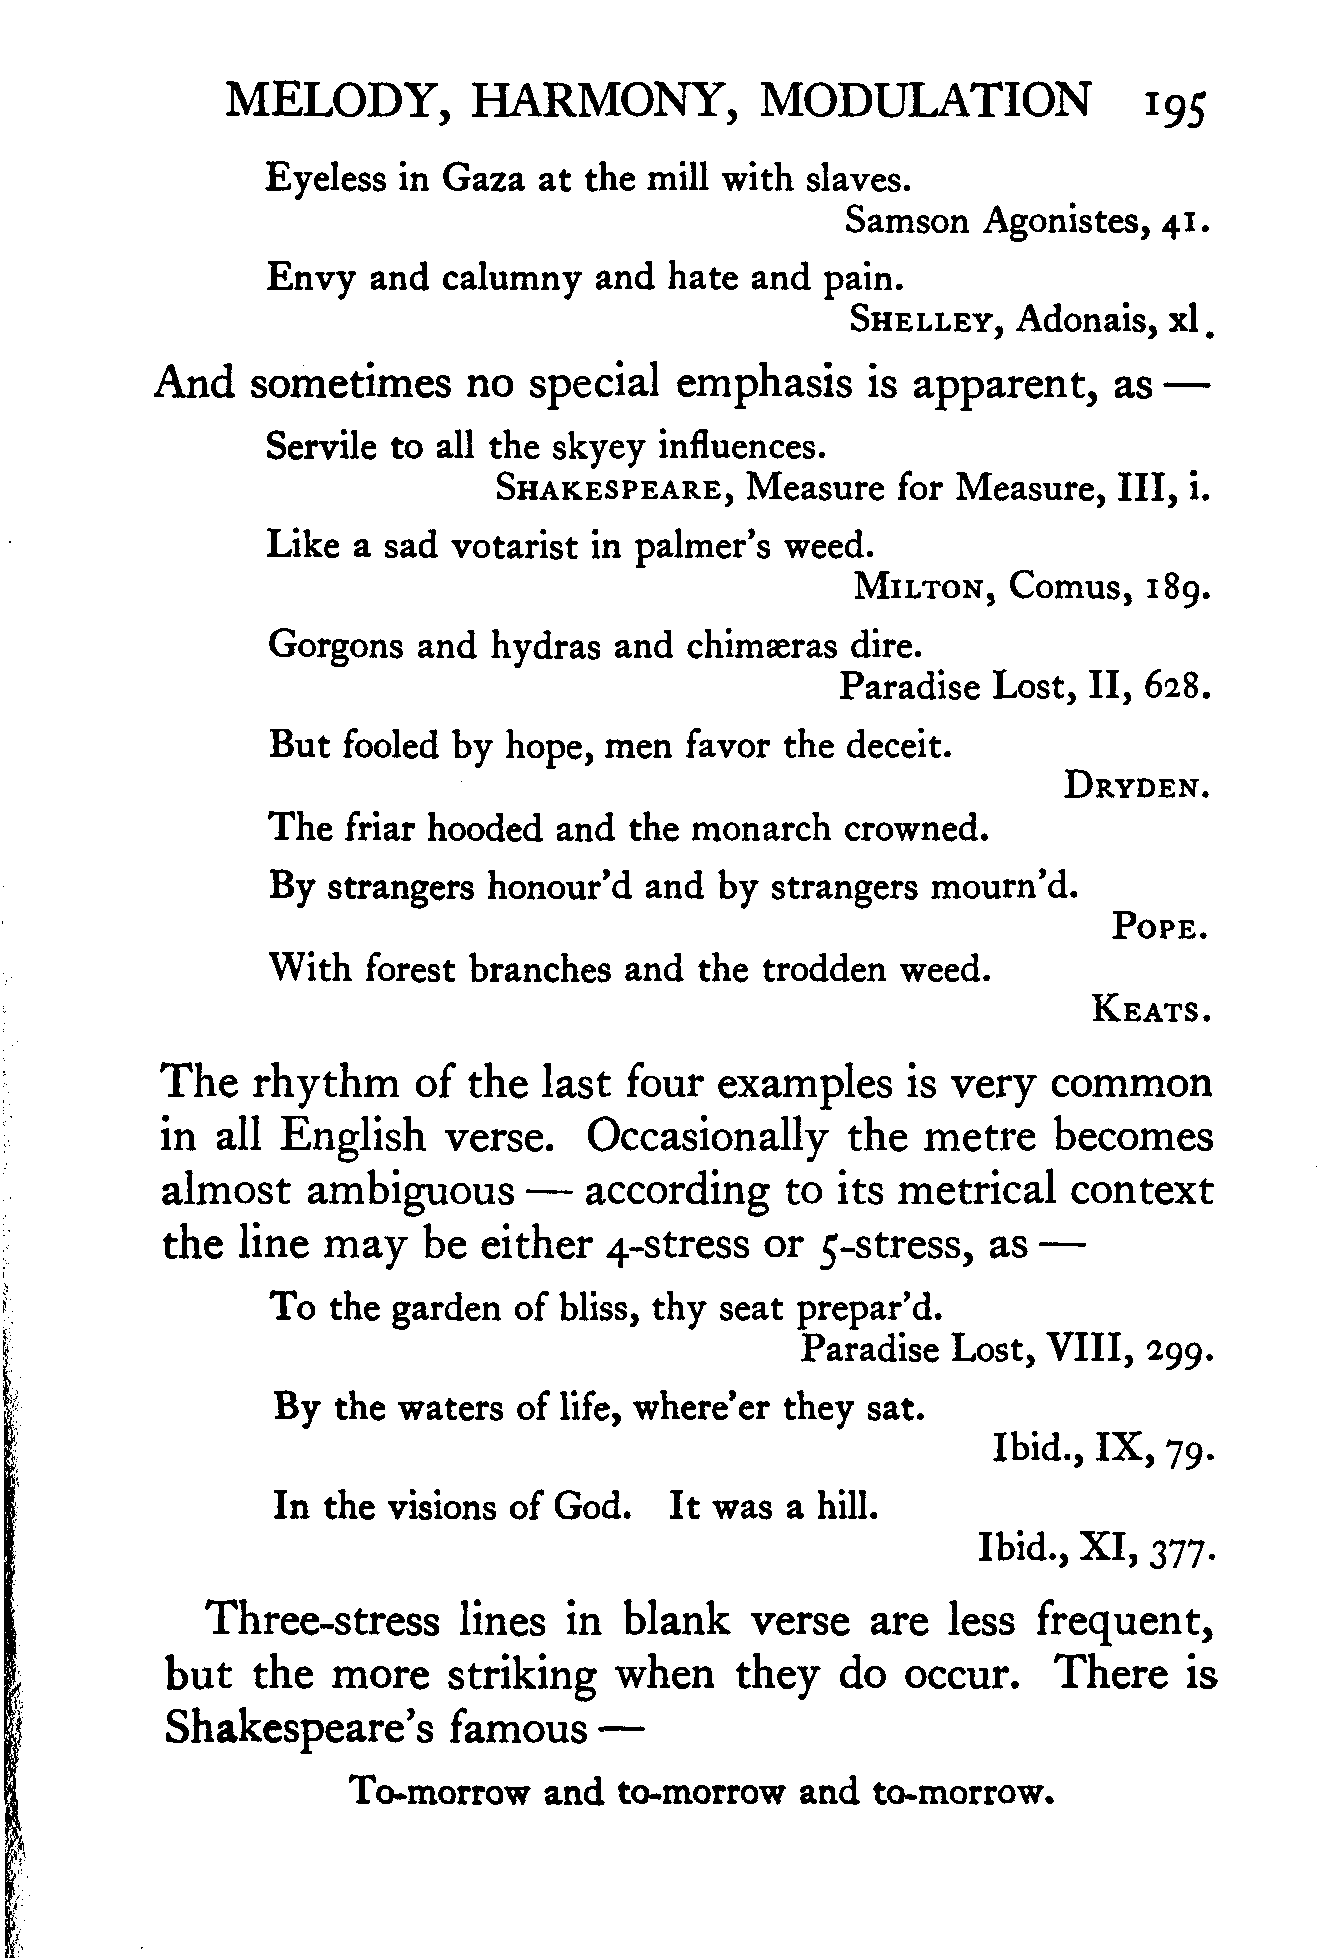 MELODY, HARMONY, MODULATION 195
Eyeless in Gaza at the mill with slaves.
Samson Agonistes, 41.
Envy and calumny and hate and pain.
SHELLEY, Adonais, xl.
And sometimes no special emphasis is apparent, as —
Servile to all the skyey influences.
SHAKESPEARE, Measure for Measure, III, i.
Like a sad votarist in palmer's weed.
MILTON, Comus, 189.
Gorgons and hydras and chimæras dire.
Paradise Lost, II, 628.
But fooled by hope, men favor the deceit.
DRYDEN.
The friar hooded and the monarch crowned.
By strangers honour'd and by strangers mourn'd.
POPE.
With forest branches and the trodden weed.
KEATS.
The rhythm of the last four examples is very common
in all English verse. Occasionally the metre becomes
almost ambiguous — according to its metrical context
the line may be either 4-stress or 5-stress, as —
To the garden of bliss, thy seat prepar'd.
Paradise Lost, VIII, 299.
By the waters of life, where'er they sat.
Ibid., IX, 79.
In the visions of God. It was a hill.
Ibid., XI, 377.
Three-stress lines in blank verse are less frequent,
but the more striking when they do occur. There is
Shakespeare's famous —
To-morrow and to-morrow and to-morrow.